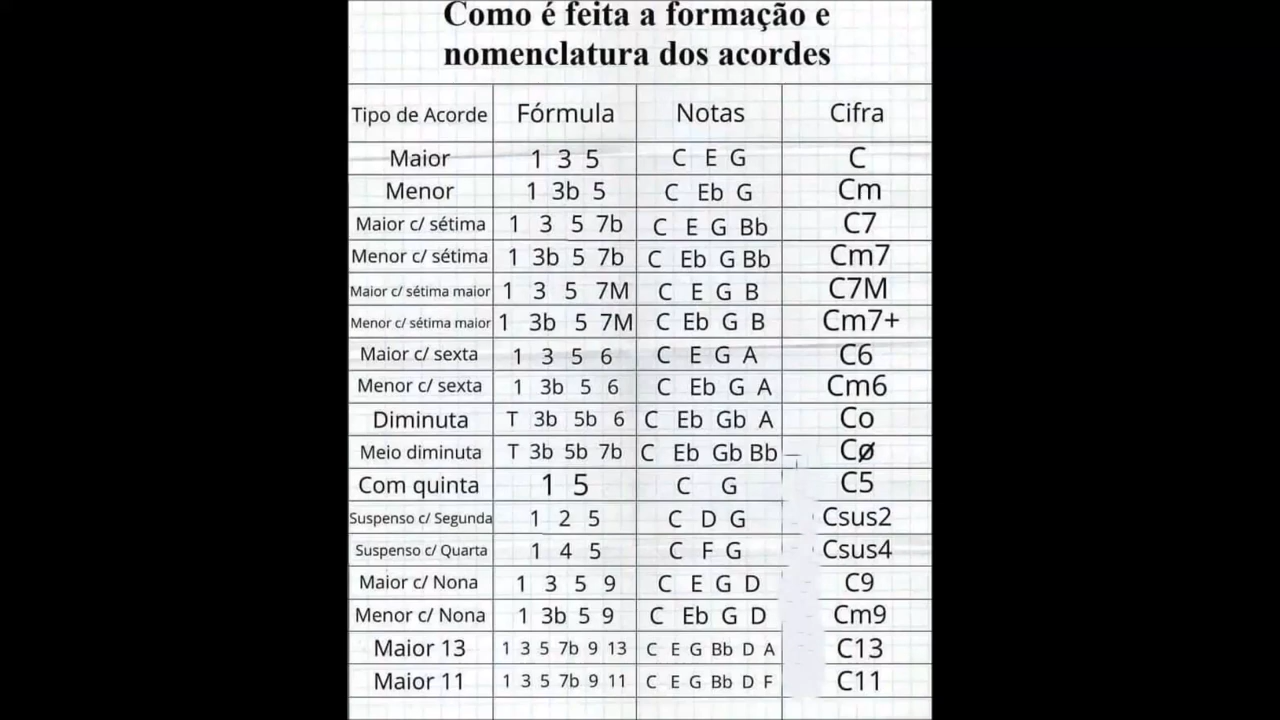 Como é feita a formação e
nomenclatura dos acordes
Tipo de Acorde Fórmula Notas Cifra
Maior 1 3 5 C E G C
Menor 1 3b 5 C Eb G Cm
Maior c/ sétima 1 3 5 7b C E G Bb C7
Menor c/ sétima 1 3b 5 7b C Eb G Bb Cm7
Maior c/ sétima maior 1 3 5 7M C E G B C7M
Menor c/ sétima maior 1 3b 5 7M C Eb G B Cm7+
Maior c/ sexta 1 3 5 6 C E G A C6
Menor c/ sexta 1 3b 5 6 C Eb G A Cm6
Diminuta T 3b 5b 6 C Eb Gb A Co
Meio diminuta T 3b 5b 7b C Eb Gb Bb Cø
Com quinta 1 5 C G C5
Suspenso c/ Segunda 1 2 5 C D G Csus2
Suspenso c/ Quarta 1 4 5 C F G Csus4
Maior c/ Nona 1 3 5 9 C E G D C9
Menor c/ Nona 1 3b 5 9 C Eb G D Cm9
Maior 13 1 3 5 7b 9 13 C E G Bb D A C13
Maior 11 1 3 5 7b 9 11 C E G Bb D F C11